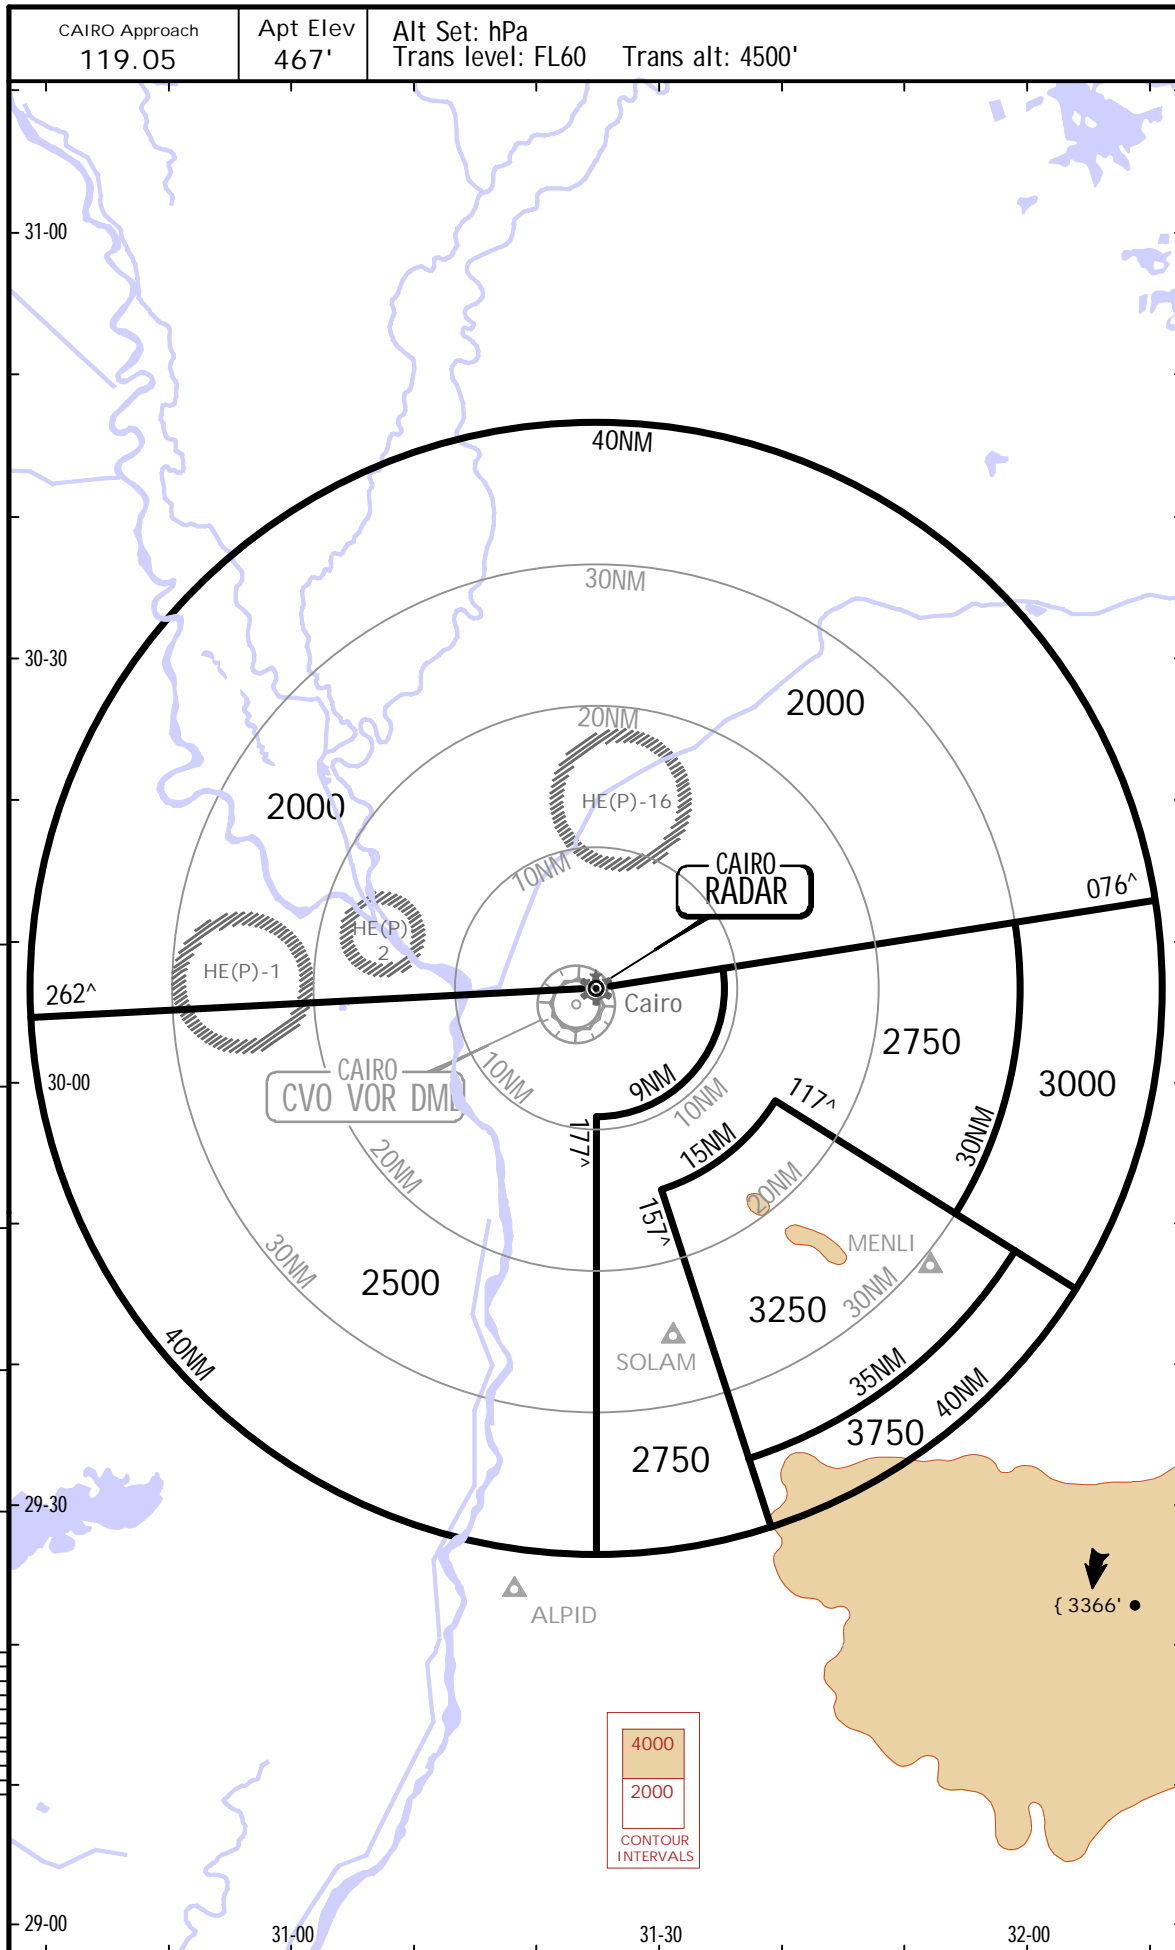 CAIRO Approach
119.05
Apt Elev
467'
Alt Set: hPa
Trans level: FL60 Trans alt: 4500'
31-00
40NM
30NM
30-30
2000
20NM
2000
HE(P)-16
10NM
CAIRO
RADAR
076^
HE(P)
2
HE(P)-1
262^
Cairo
2750
CAIRO
CVO VOR DME
30-00
10NM
9NM
10NM
117^
3000
177^
15NM
30NM
20NM
20NM
157^
MENLI
30NM
2500
30NM
3250
SOLAM
40NM
35NM
40NM
3750
2750
29-30
ALPID
{ 3366'
4000
2000
CONTOUR
INTERVALS
29-00
31-00
31-30
32-00